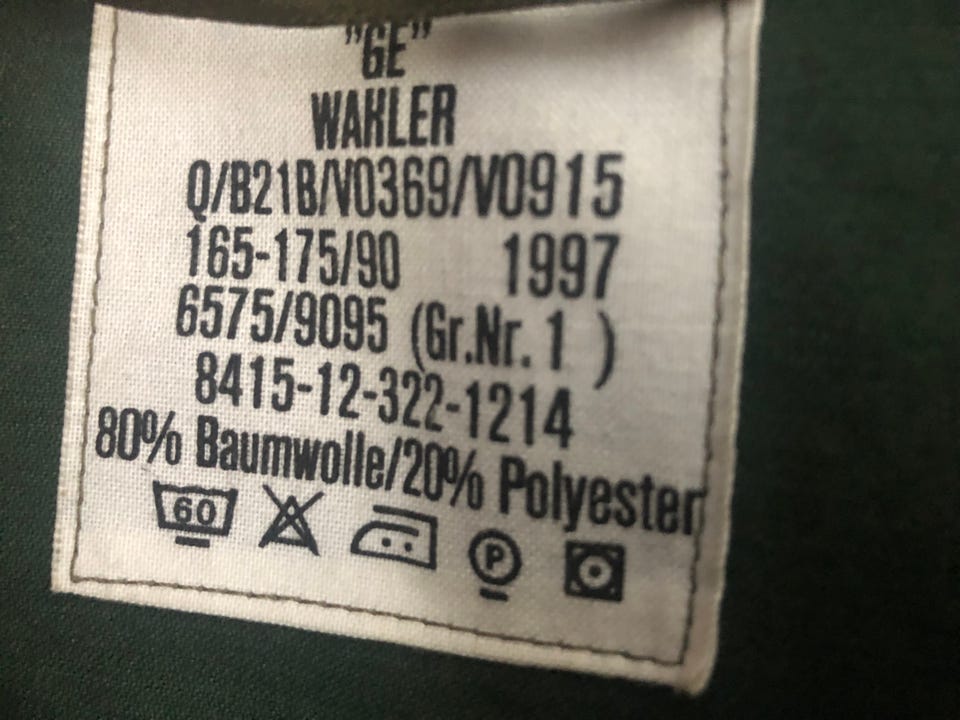 "GE"
WAHLER
Q/B21B/V0369/V0915
165-175/90 1997
6575/9095 (Gr.Nr. 1 )
8415-12-322-1214
80% Baumwolle/20% Polyester
60
P